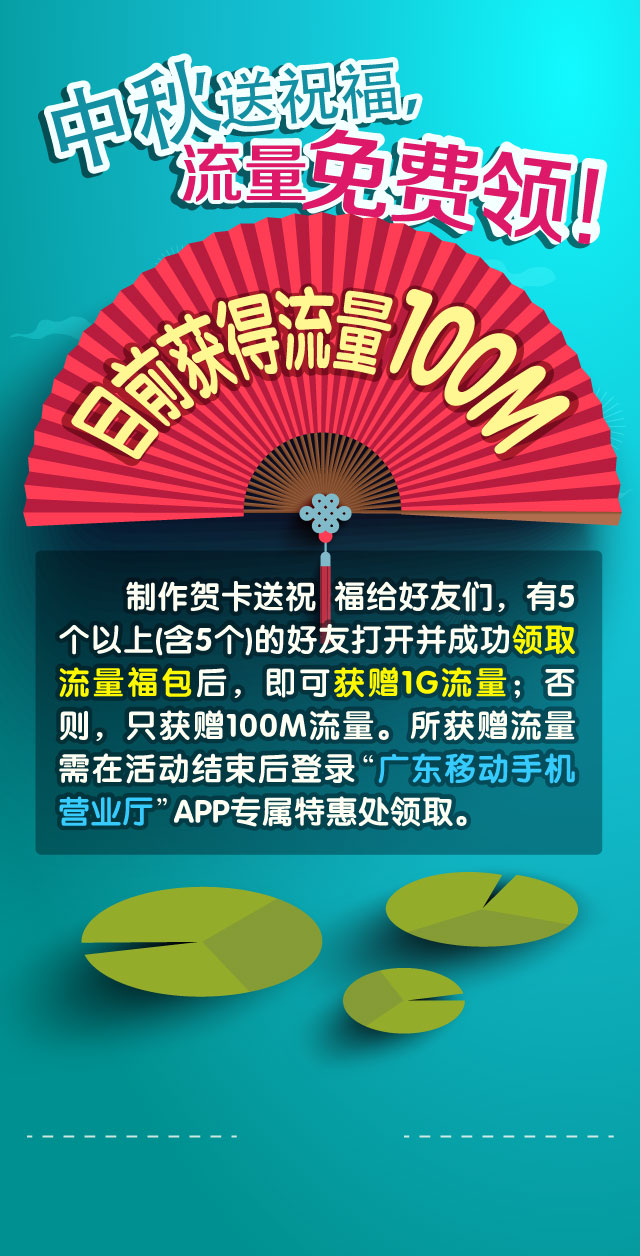 中秋送祝福,
流量免费领!
目前获得流量100M
制作贺卡送祝 福给好友们，有5
个以上(含5个)的好友打开并成功领取
流量福包后，即可获赠1G流量；否
则，只获赠100M流量。所获赠流量
需在活动结束后登录“广东移动手机
营业厅”APP专属特惠处领取。